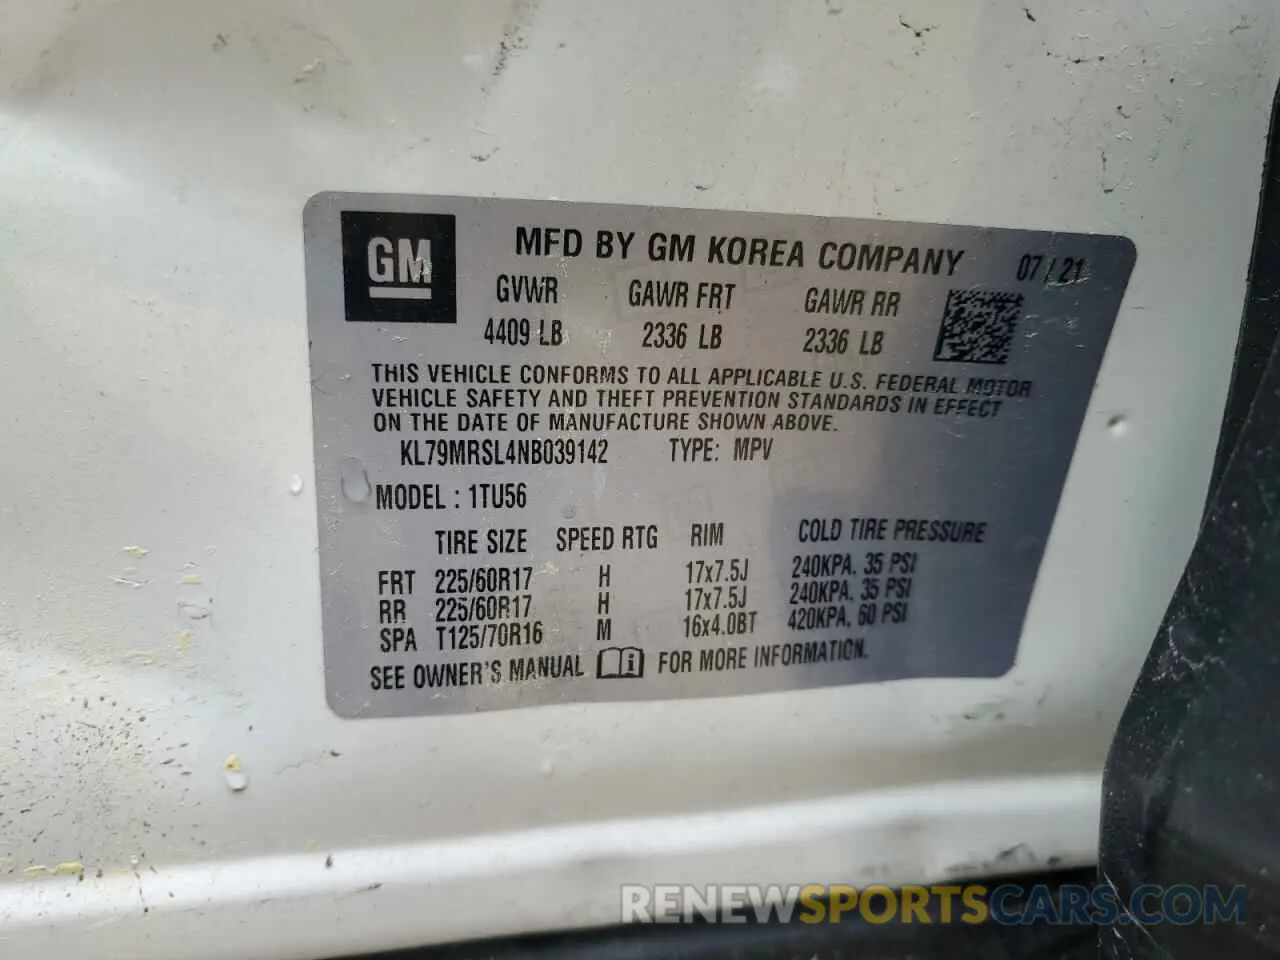 GM
MFD BY GM KOREA COMPANY 07/21
GVWR GAWR FRT GAWR RR
4409 LB 2336 LB 2336 LB
THIS VEHICLE CONFORMS TO ALL APPLICABLE U.S. FEDERAL MOTOR
VEHICLE SAFETY AND THEFT PREVENTION STANDARDS IN EFFECT
ON THE DATE OF MANUFACTURE SHOWN ABOVE.
KL79MRSL4NB039142 TYPE: MPV
MODEL : 1TU56
TIRE SIZE SPEED RTG RIM COLD TIRE PRESSURE
FRT 225/60R17 H 17x7.5J 240KPA. 35 PSI
RR 225/60R17 H 17x7.5J 240KPA. 35 PSI
SPA T125/70R16 M 16x4.0BT 420KPA. 60 PSI
SEE OWNER'S MANUAL i FOR MORE INFORMATION.
RENEWSPORTSCARS.COM